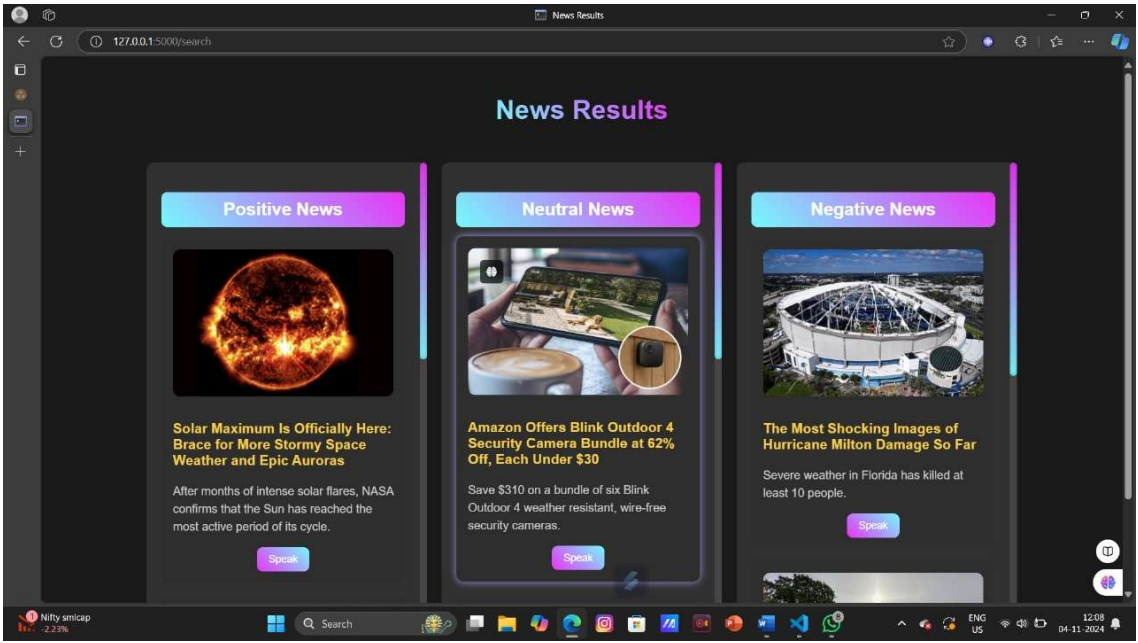 News Results
127.0.0.1:5000/search
News Results
Positive News
Solar Maximum Is Officially Here:
Brace for More Stormy Space
Weather and Epic Auroras
After months of intense solar flares, NASA
confirms that the Sun has reached the
most active period of its cycle.
Speak
Neutral News
Amazon Offers Blink Outdoor 4
Security Camera Bundle at 62%
Off, Each Under $30
Save $310 on a bundle of six Blink
Outdoor 4 weather resistant, wire-free
security cameras.
Speak
Negative News
The Most Shocking Images of
Hurricane Milton Damage So Far
Severe weather in Florida has killed at
least 10 people.
Speak
1
Nifty smlcap
-2.23%
Search
ENG
US
12:08
04-11-2024